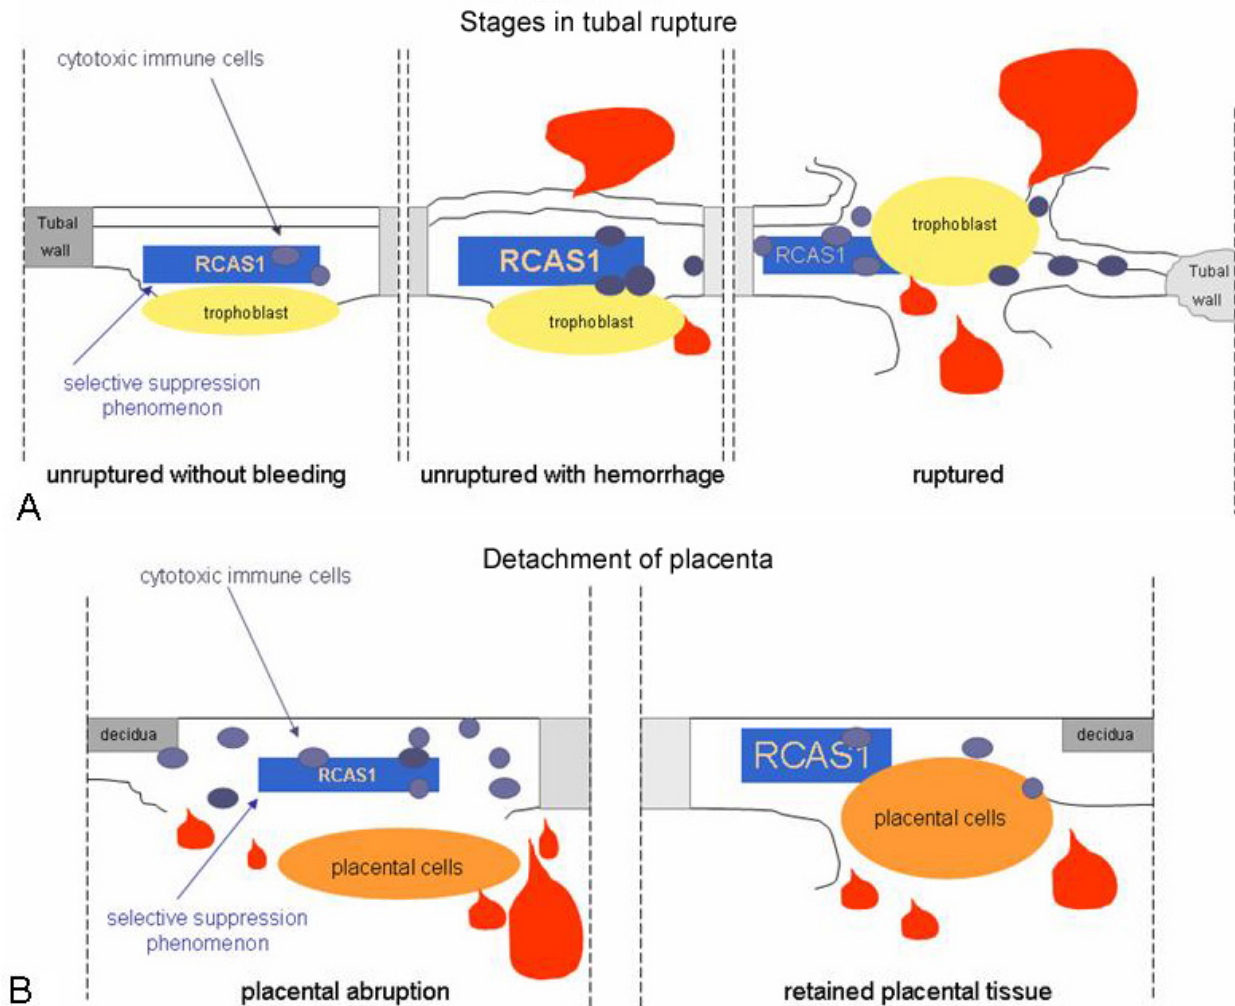 Stages in tubal rupture
cytotoxic immune cells
Tubal
wall
RCAS1
trophoblast
selective suppression
phenomenon
unruptured without bleeding
RCAS1
trophoblast
unruptured with hemorrhage
trophoblast
RCAS1
Tubal
wall
ruptured
A
Detachment of placenta
cytotoxic immune cells
decidua
RCAS1
placental cells
selective suppression
phenomenon
placental abruption
RCAS1
decidua
placental cells
retained placental tissue
B